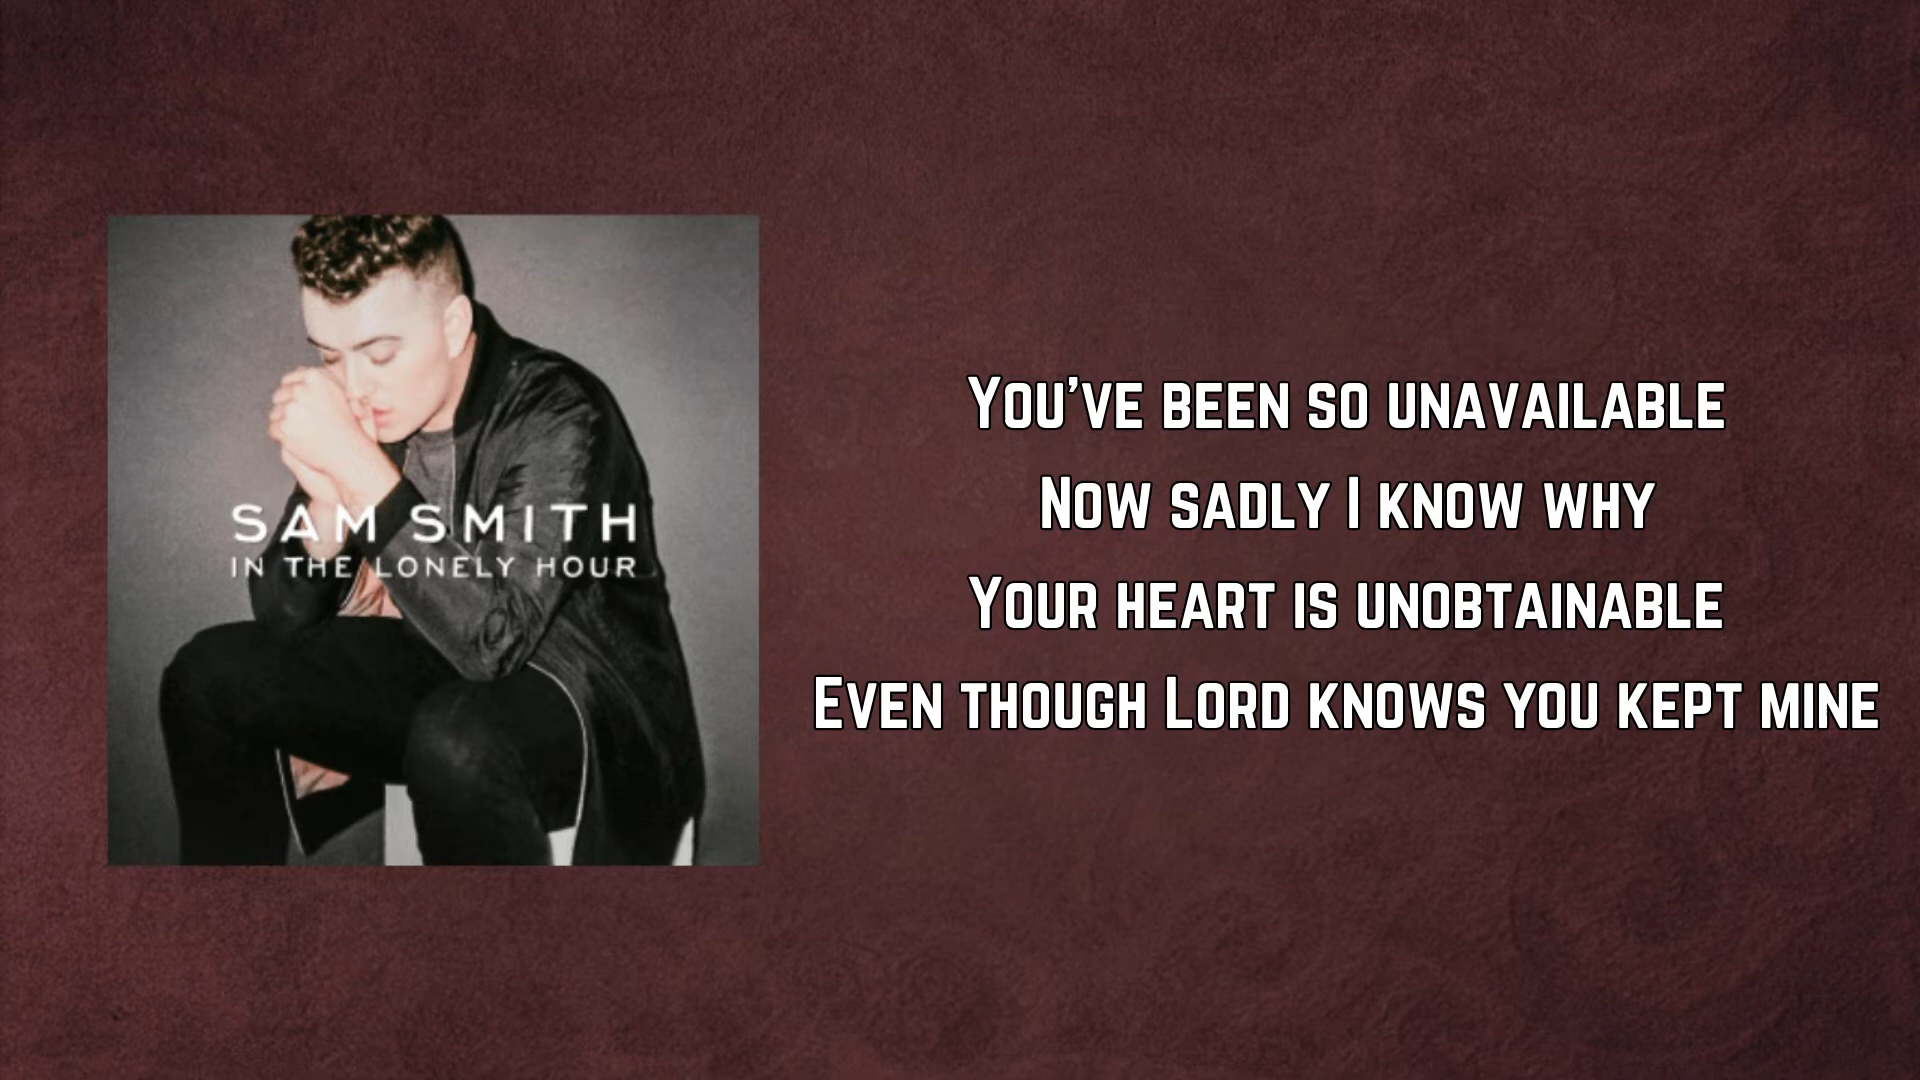 SAM SMITH
IN THE LONELY HOUR
You've been so unavailable
Now sadly I know why
Your heart is unobtainable
Even though Lord knows you kept mine